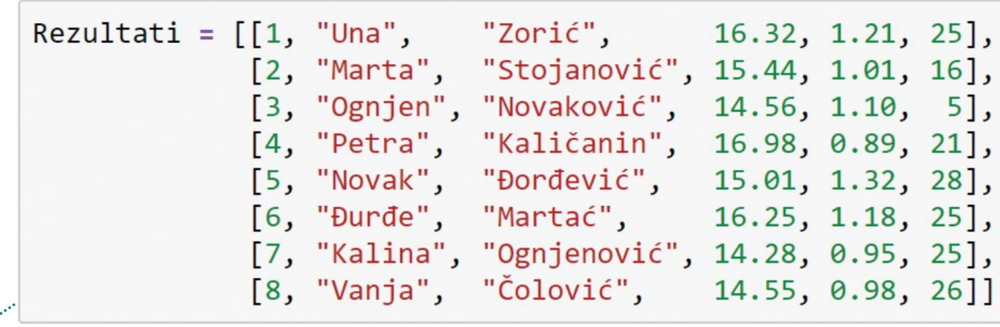 Rezultati = [[1, "Una", "Zorić", 16.32, 1.21, 25],
[2, "Marta", "Stojanović", 15.44, 1.01, 16],
[3, "Ognjen", "Novaković", 14.56, 1.10, 5],
[4, "Petra", "Kaličanin", 16.98, 0.89, 21],
[5, "Novak", "Đorđević", 15.01, 1.32, 28],
[6, "Đurđe", "Martać", 16.25, 1.18, 25],
[7, "Kalina", "Ognjenović", 14.28, 0.95, 25],
[8, "Vanja", "Čolović", 14.55, 0.98, 26]]